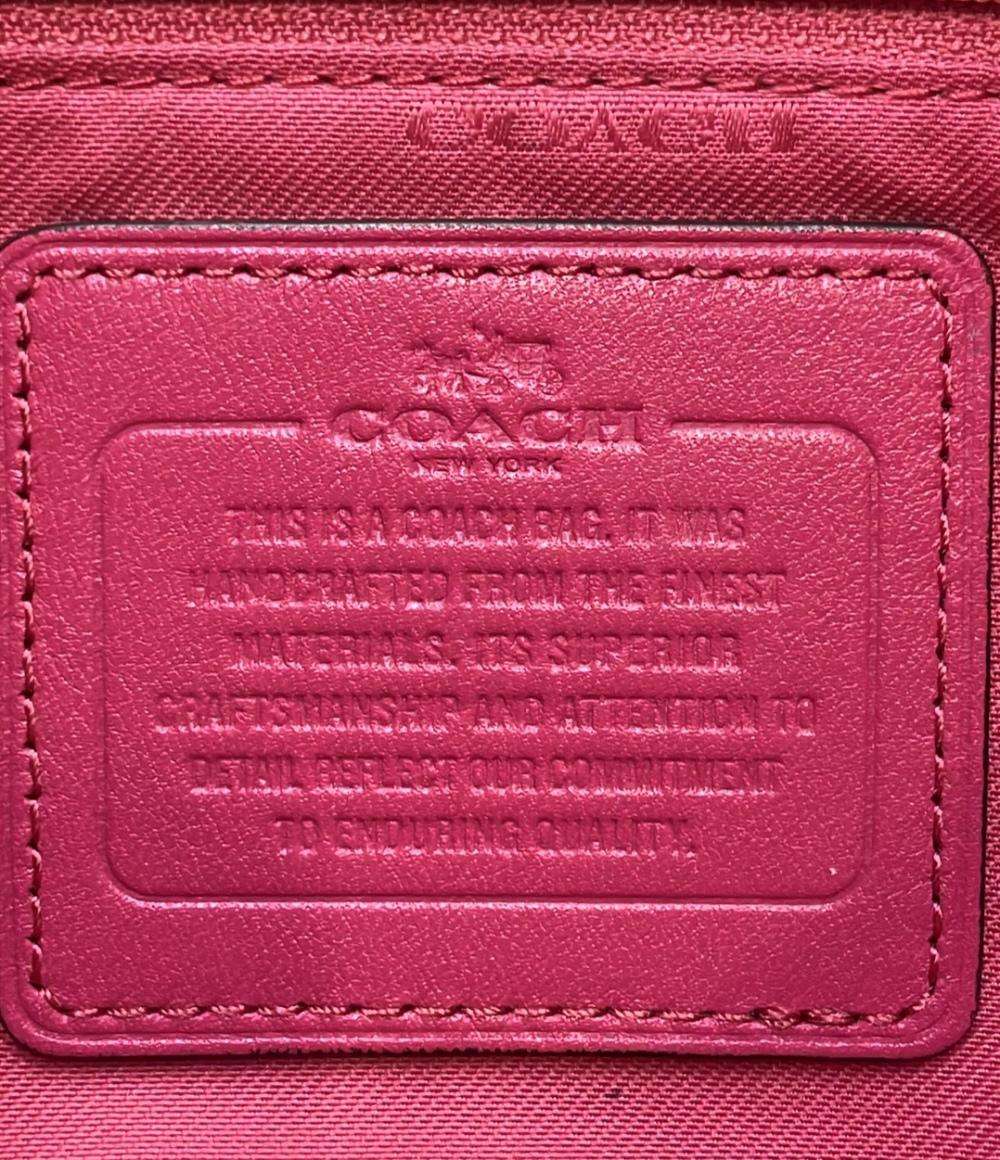 COACH
COACH
NEW YORK
THIS IS A COACH BAG. IT WAS
HANDCRAFTED FROM THE FINEST
MATERIALS. ITS SUPERIOR
CRAFTSMANSHIP AND ATTENTION TO
DETAIL REFLECT OUR COMMITMENT
TO ENDURING QUALITY.